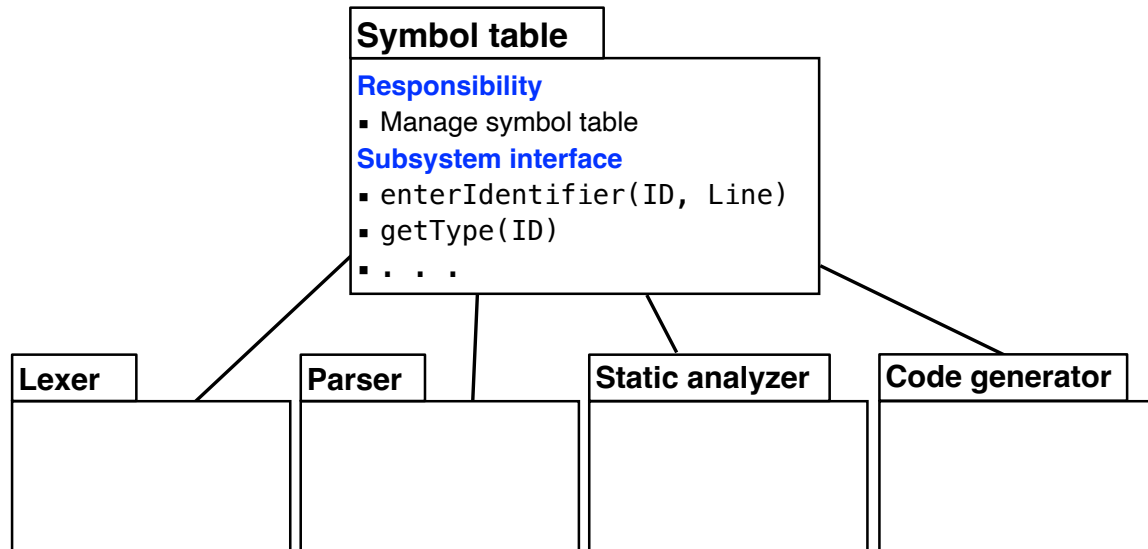 Symbol table
Responsibility
▪ Manage symbol table
Subsystem interface
▪ enterIdentifier(ID, Line)
▪ getType(ID)
▪ . . .
Lexer
Parser
Static analyzer
Code generator